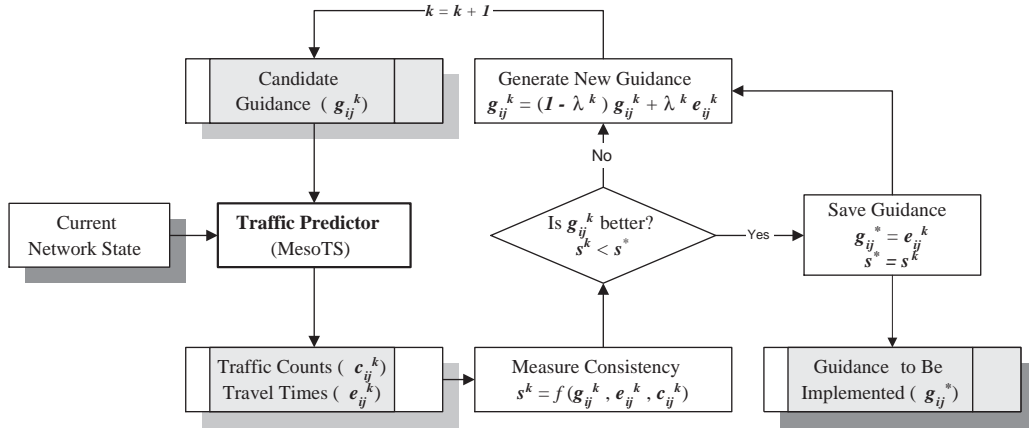 k = k + 1
Candidate
Guidance ( g_ij^k )
Generate New Guidance
g_ij^k = (1 - λ^k ) g_ij^k + λ^k e_ij^k
No
Current
Network State
Traffic Predictor
(MesoTS)
Is g_ij^k better?
s^k < s^*
Yes
Save Guidance
g_ij^* = e_ij^k
s^* = s^k
Traffic Counts ( c_ij^k )
Travel Times ( e_ij^k )
Measure Consistency
s^k = f (g_ij^k , e_ij^k , c_ij^k )
Guidance to Be
Implemented ( g_ij^* )